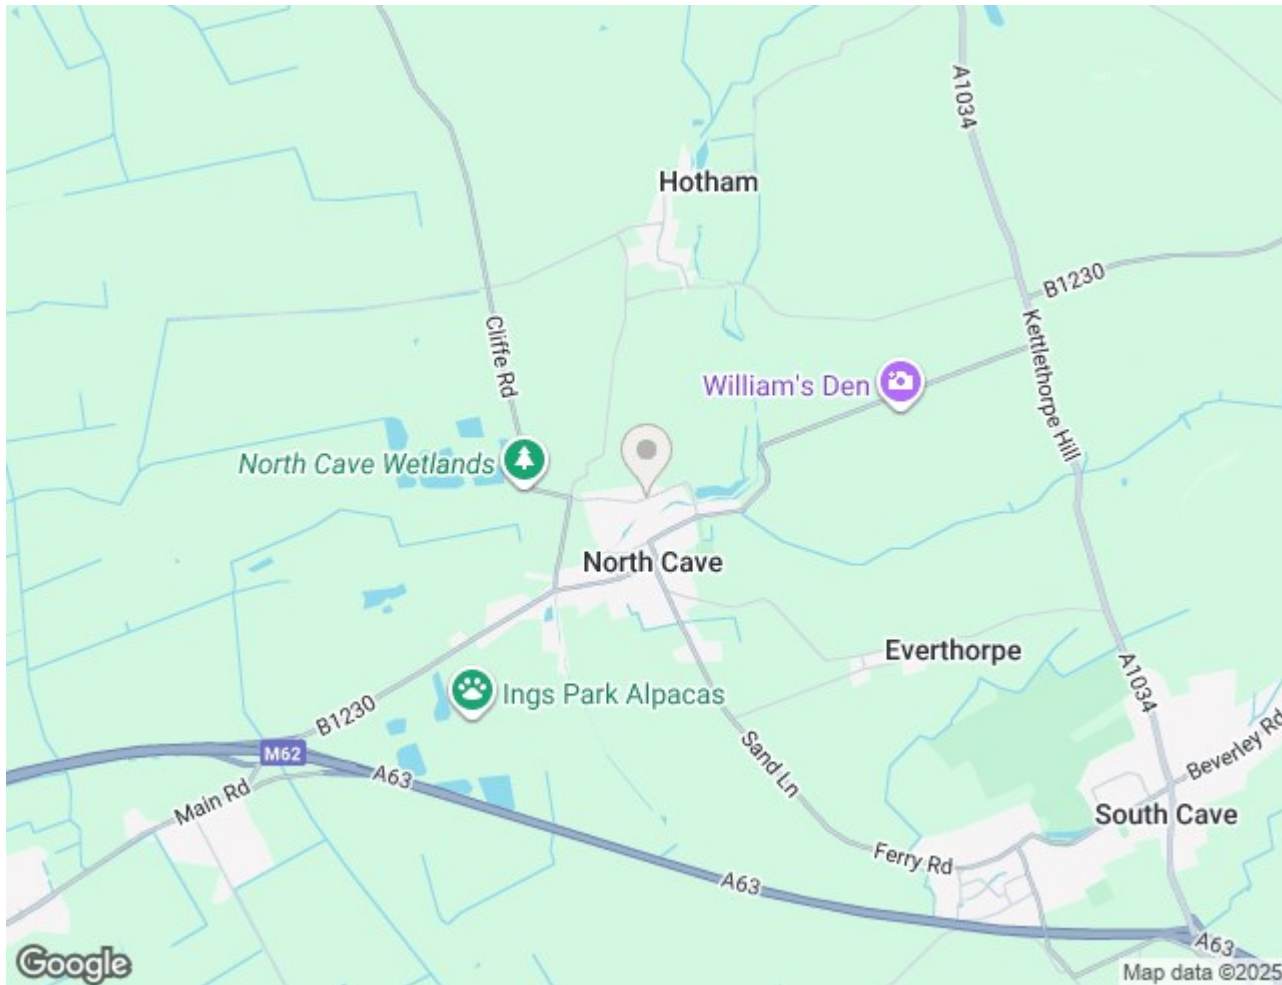 A1034
Hotham
B1230
Cliffe Rd
Kettlethorpe Hill
William's Den
North Cave Wetlands
North Cave
Everthorpe
Ings Park Alpacas
A1034
B1230
Beverley Rd
M62
Sand Ln
A63
Main Rd
South Cave
Ferry Rd
A63
A63
Google
Map data ©2025